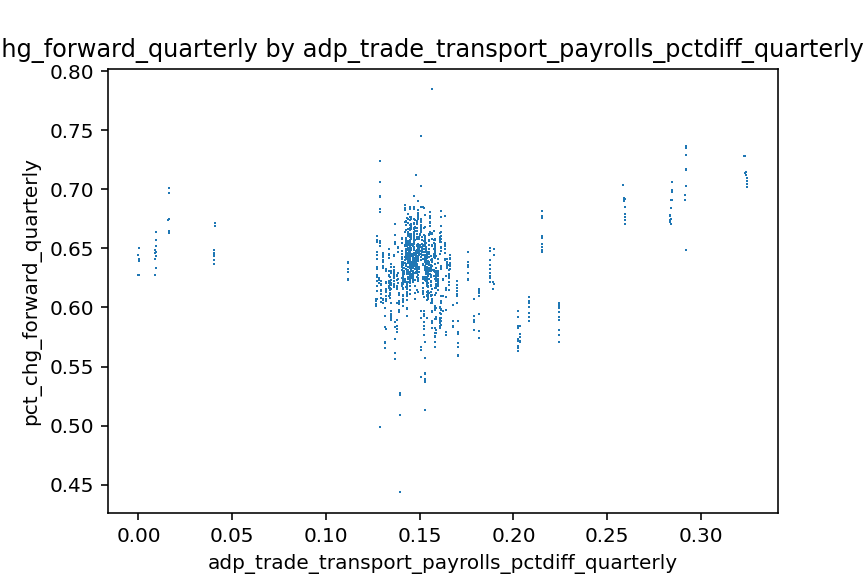 hg_forward_quarterly by adp_trade_transport_payrolls_pctdiff_quarterly
0.80
0.75
0.70
0.65
0.60
0.55
0.50
0.45
pct_chg_forward_quarterly
0.00 0.05 0.10 0.15 0.20 0.25 0.30
adp_trade_transport_payrolls_pctdiff_quarterly